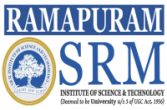 RAMAPURAM
SRM
INSTITUTE OF SCIENCE & TECHNOLOGY
(Deemed to be University u/s 3 of UGC Act, 1956)